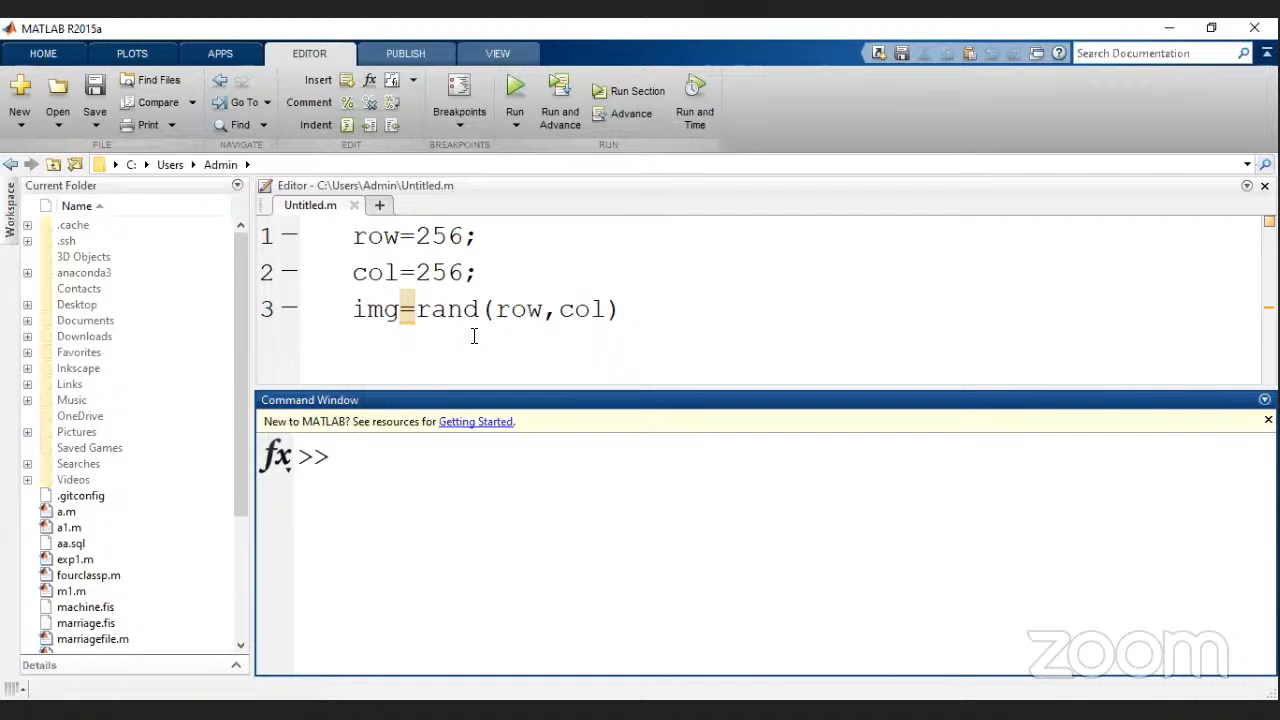 MATLAB R2015a
HOME PLOTS APPS EDITOR PUBLISH VIEW
Search Documentation
New Open Save
Find Files
Compare
Print
FILE
Go To
Find
NAVIGATE
Insert fx
Comment
Indent
EDIT
Breakpoints
BREAKPOINTS
Run
Run and Advance
Run Section
Advance
Run and Time
RUN
C: Users Admin
Workspace
Current Folder
Name
.cache
.ssh
3D Objects
anaconda3
Contacts
Desktop
Documents
Downloads
Favorites
Inkscape
Links
Music
OneDrive
Pictures
Saved Games
Searches
Videos
.gitconfig
a.m
a1.m
aa.sql
exp1.m
fourclassp.m
m1.m
machine.fis
marriage.fis
marriagefile.m
Details
Editor - C:\Users\Admin\Untitled.m
Untitled.m
1 row=256;
2 col=256;
3 img=rand(row,col)
Command Window
New to MATLAB? See resources for Getting Started.
fx >>
zoom